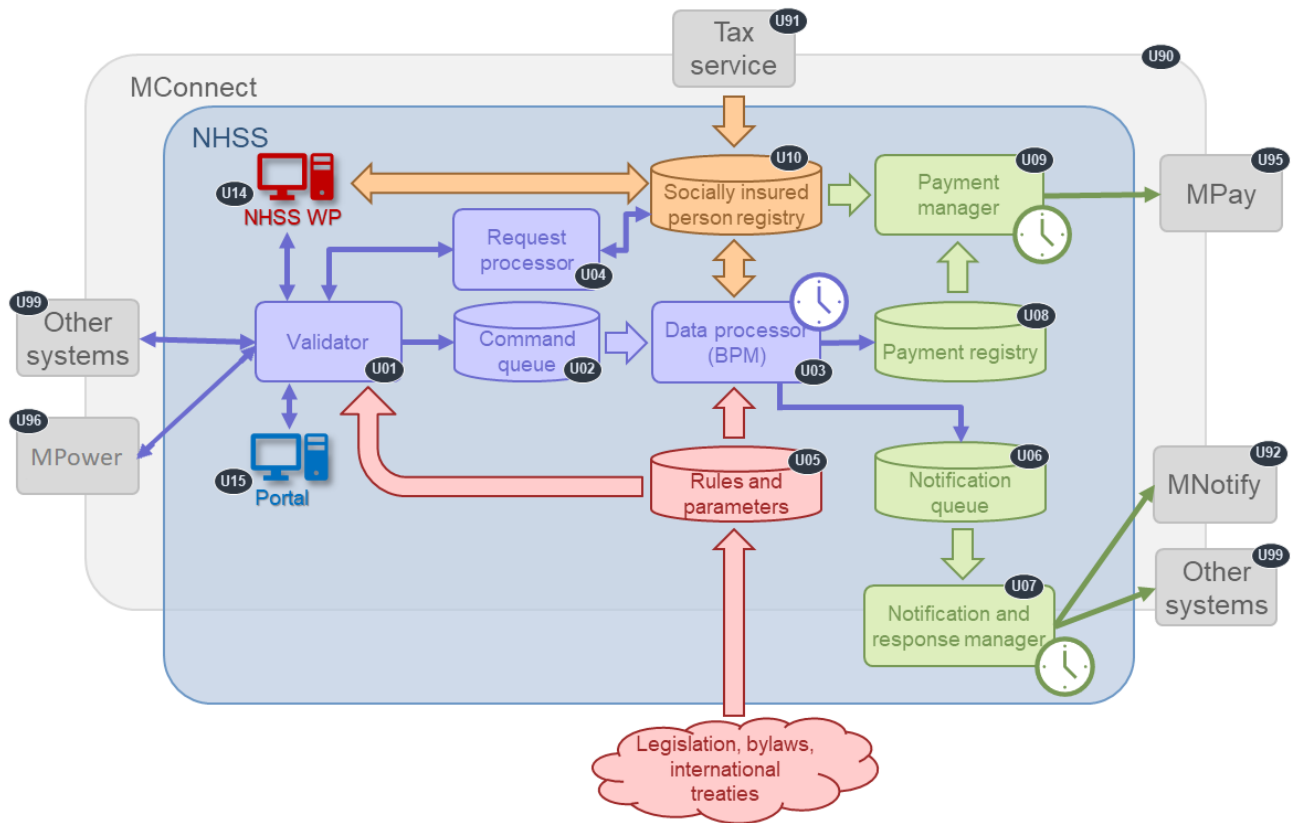 U91
Tax
service
U90
MConnect
NHSS
U14
NHSS WP
U10
Socially insured
person registry
U09
Payment
manager
U95
MPay
Request
processor
U04
U99
Other
systems
Validator
U01
Command
queue
U02
Data processor
(BPM)
U03
U08
Payment registry
U96
MPower
U15
Portal
U05
Rules and
parameters
U06
Notification
queue
U92
MNotify
U07
Notification and
response manager
U99
Other
systems
Legislation, bylaws,
international
treaties